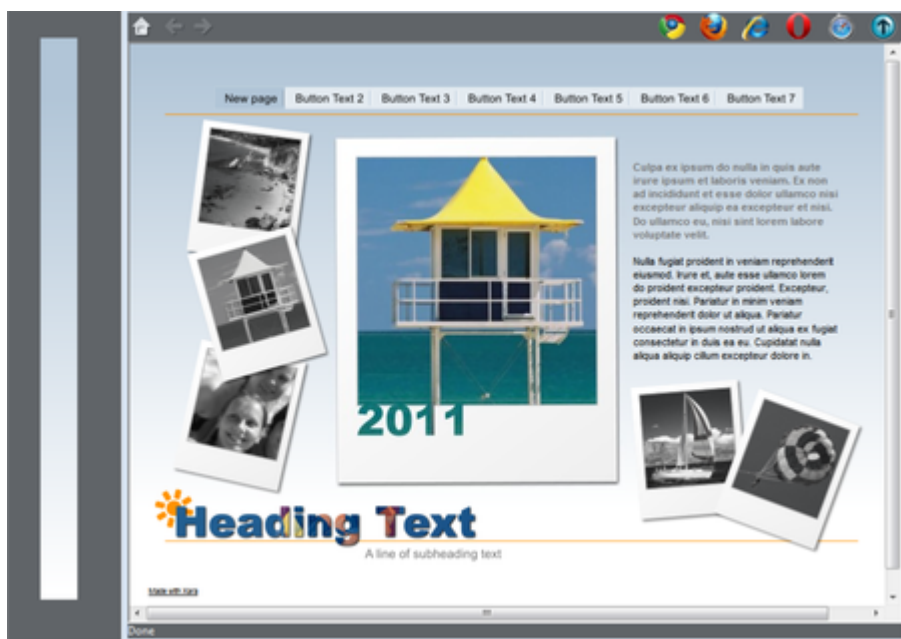 New page Button Text 2 Button Text 3 Button Text 4 Button Text 5 Button Text 6 Button Text 7
Culpa ex ipsum do nulla in quis aute
irure ipsum et laboris veniam. Ex non
ad incididunt et esse dolor ullamco nisi
excepteur aliquip ea excepteur et nisi.
Do ullamco eu, nisi sint lorem labore
voluptate velit.
Nulla fugiat proident in veniam reprehenderit
eiusmod. Irure et, aute esse ullamco lorem
do proident excepteur proident. Excepteur,
proident nisi. Pariatur in minim veniam
reprehenderit dolor ut aliqua. Pariatur
occaecat in ipsum nostrud ut aliqua ex fugiat
consectetur in duis ea eu. Cupidatat nulla
aliqua aliquip cillum excepteur dolore in.
2011
Heading Text
A line of subheading text
Made with Xara
Done